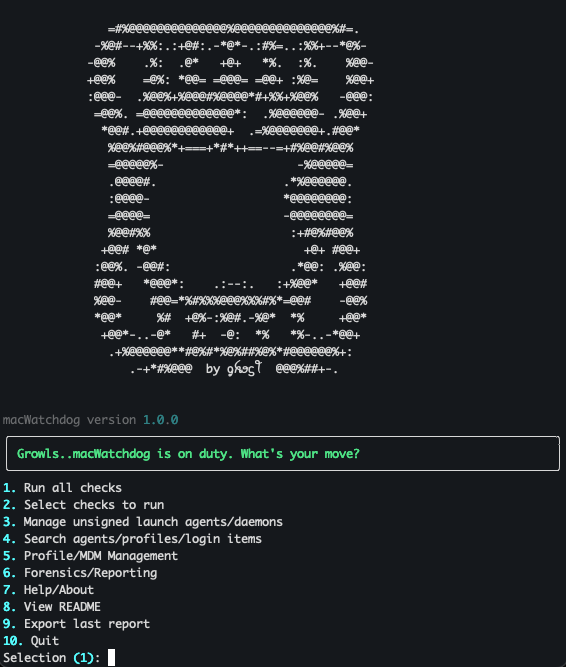 by
macWatchdog version 1.0.0
Growls..macWatchdog is on duty. What's your move?
1. Run all checks
2. Select checks to run
3. Manage unsigned launch agents/daemons
4. Search agents/profiles/login items
5. Profile/MDM Management
6. Forensics/Reporting
7. Help/About
8. View README
9. Export last report
10. Quit
Selection (1):